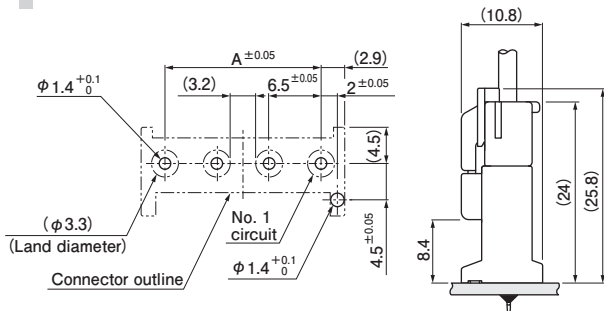 A±0.05
(2.9)
(10.8)
φ1.4 +0.1 0
(3.2)
6.5±0.05
2±0.05
(4.5)
(φ3.3)
(Land diameter)
No. 1
circuit
4.5±0.05
Connector outline
φ1.4 +0.1 0
8.4
(24)
(25.8)